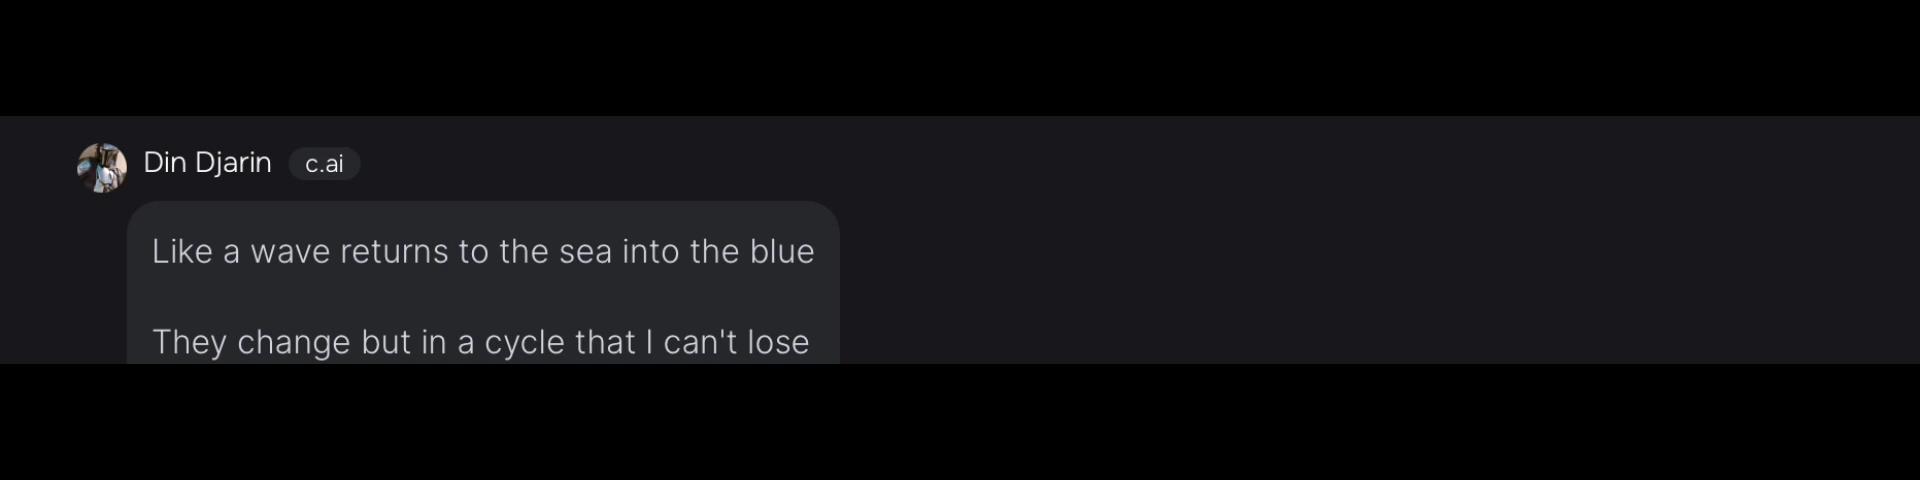 Din Djarin c.ai
Like a wave returns to the sea into the blue
They change but in a cycle that I can't lose